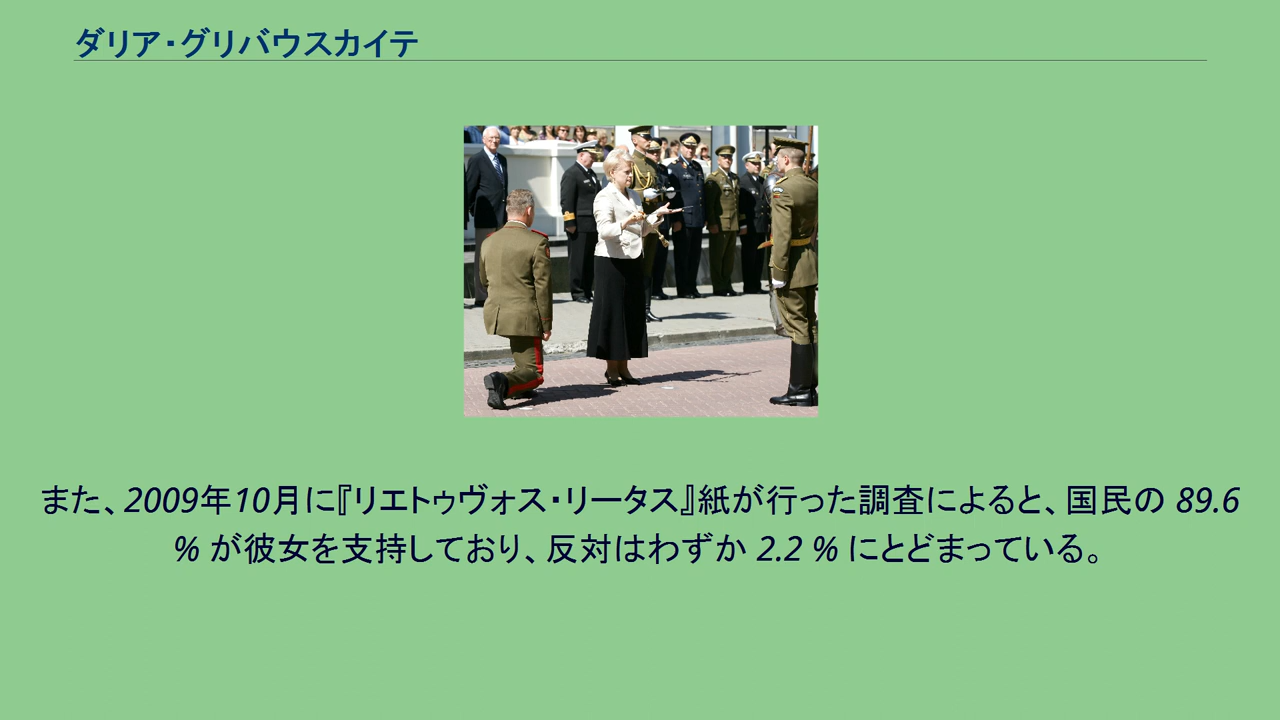 ダリア・グリバウスカイテ
また、2009年10月に『リエトゥヴォス・リータス』紙が行った調査によると、国民の 89.6
% が彼女を支持しており、反対はわずか 2.2 % にとどまっている。